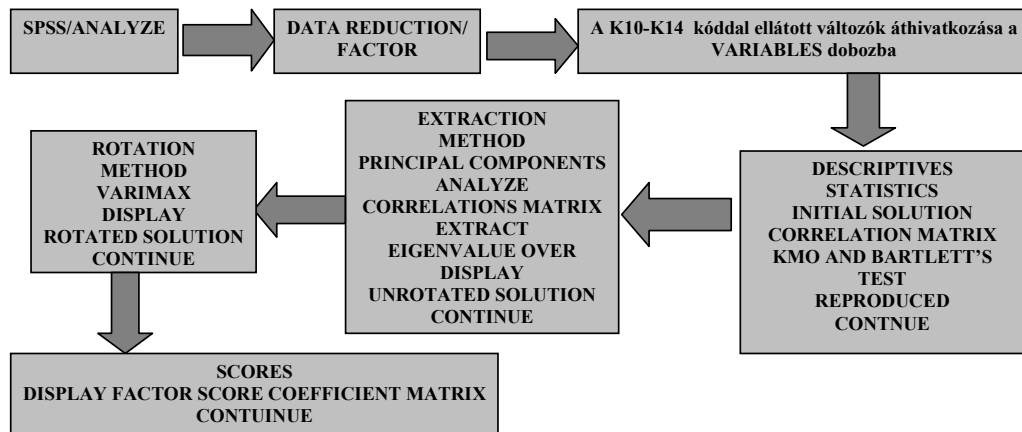 SPSS/ANALYZE
DATA REDUCTION/
FACTOR
A K10-K14 kóddal ellátott változók áthivatkozása a
VARIABLES dobozba
DESCRIPTIVES
STATISTICS
INITIAL SOLUTION
CORRELATION MATRIX
KMO AND BARTLETT’S
TEST
REPRODUCED
CONTNUE
EXTRACTION
METHOD
PRINCIPAL COMPONENTS
ANALYZE
CORRELATIONS MATRIX
EXTRACT
EIGENVALUE OVER
DISPLAY
UNROTATED SOLUTION
CONTINUE
ROTATION
METHOD
VARIMAX
DISPLAY
ROTATED SOLUTION
CONTINUE
SCORES
DISPLAY FACTOR SCORE COEFFICIENT MATRIX
CONTUINUE